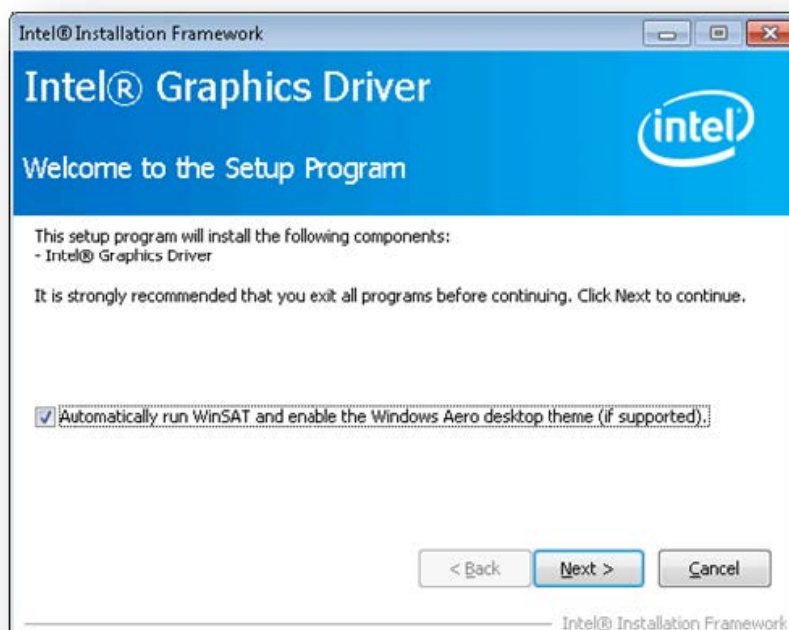 Intel® Installation Framework
Intel® Graphics Driver
intel
Welcome to the Setup Program
This setup program will install the following components:
- Intel® Graphics Driver
It is strongly recommended that you exit all programs before continuing. Click Next to continue.
Automatically run WinSAT and enable the Windows Aero desktop theme (if supported).
< Back
Next >
Cancel
Intel® Installation Framework